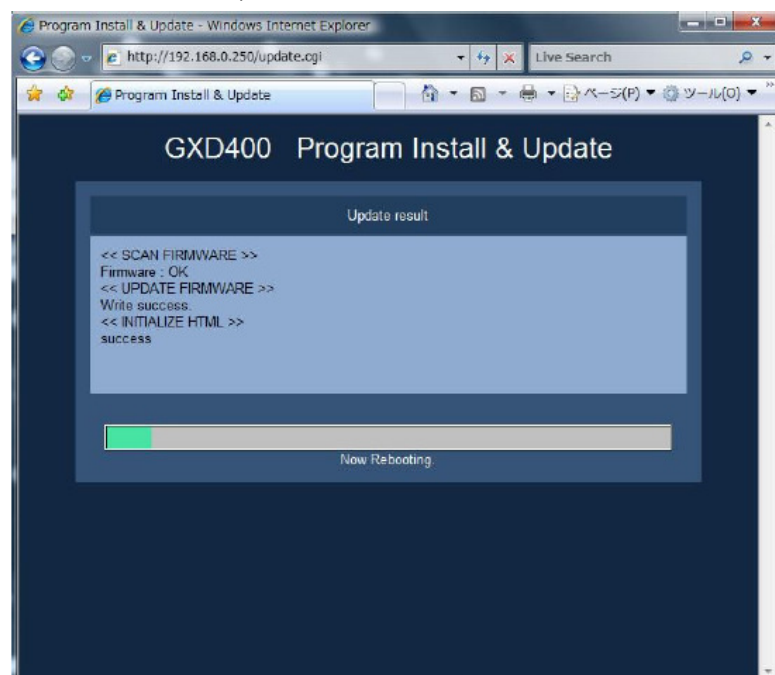 Program Install & Update - Windows Internet Explorer
http://192.168.0.250/update.cgi
Live Search
Program Install & Update
ページ(P)
ツール(O)
GXD400 Program Install & Update
Update result
<< SCAN FIRMWARE >>
Firmware : OK
<< UPDATE FIRMWARE >>
Write success.
<< INITIALIZE HTML >>
success
Now Rebooting.